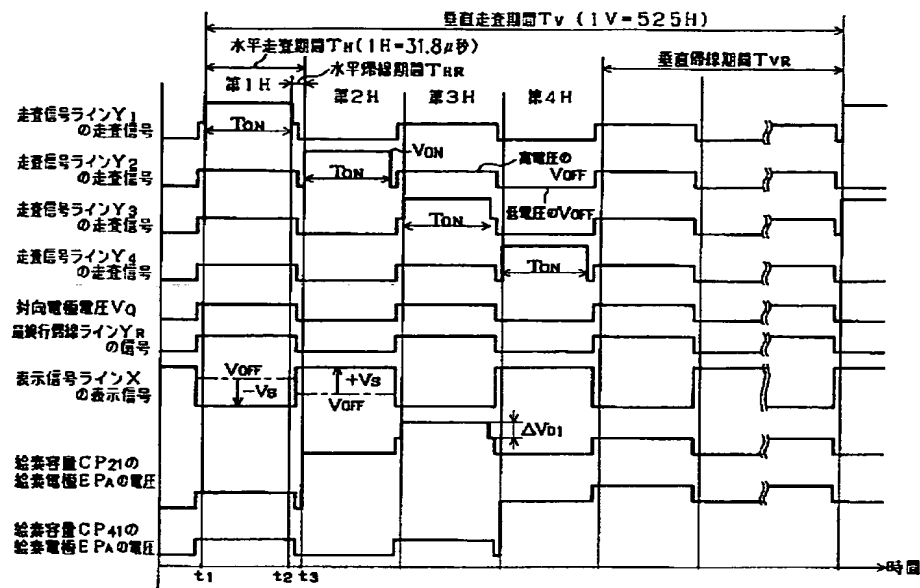 垂直走査期間TV (1V=525H)
水平走査期間TH(1H=31.8μ秒)
水平帰線期間THR
垂直帰線期間TVR
第1H
第2H
第3H
第4H
走査信号ラインY1
の走査信号
TON
VON
走査信号ラインY2
の走査信号
TON
高電圧の
VOFF
低電圧のVOFF
走査信号ラインY3
の走査信号
TON
走査信号ラインY4
の走査信号
TON
対向電極電圧VQ
最終行帰線ラインYR
の信号
表示信号ラインX
の表示信号
VOFF
-VS
+VS
VOFF
ΔVD1
絵素容量CP21の
絵素電極EPAの電圧
絵素容量CP41の
絵素電極EPAの電圧
t1
t2
t3
時間